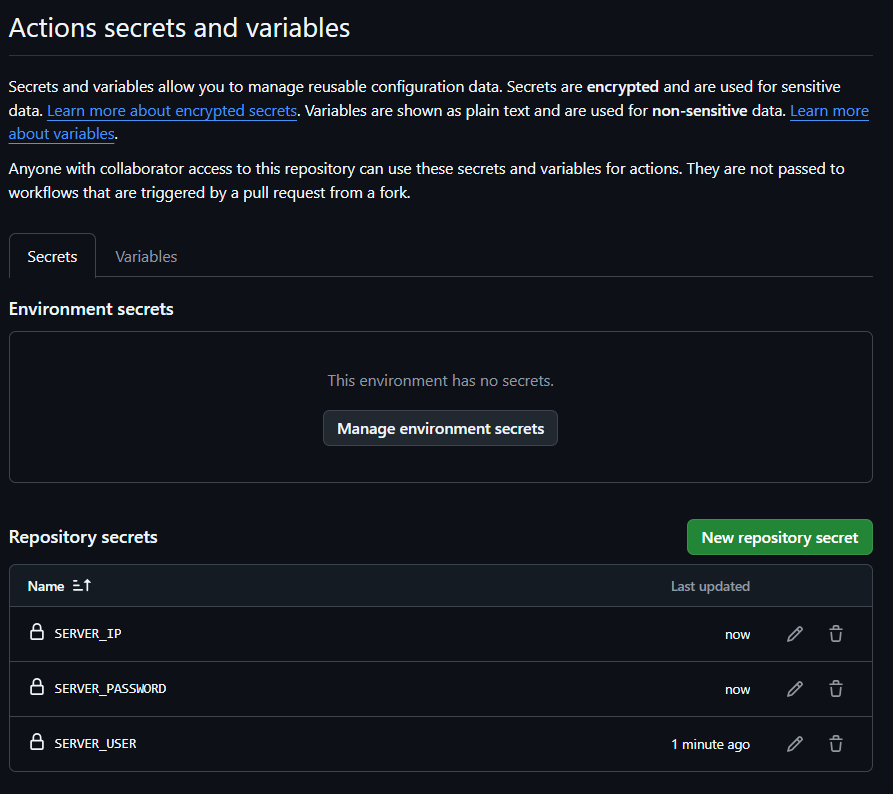 Actions secrets and variables
Secrets and variables allow you to manage reusable configuration data. Secrets are encrypted and are used for sensitive
data. Learn more about encrypted secrets. Variables are shown as plain text and are used for non-sensitive data. Learn more
about variables.
Anyone with collaborator access to this repository can use these secrets and variables for actions. They are not passed to
workflows that are triggered by a pull request from a fork.
Secrets Variables
Environment secrets
This environment has no secrets.
Manage environment secrets
Repository secrets New repository secret
Name Last updated
SERVER_IP now
SERVER_PASSWORD now
SERVER_USER 1 minute ago